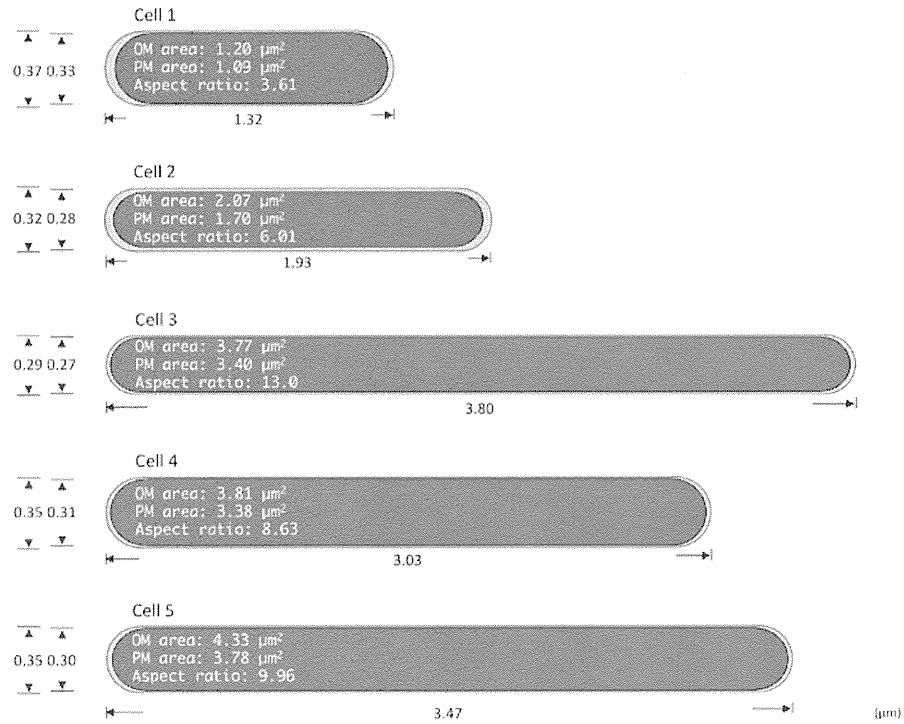 Cell 1
0.37 0.33
OM area: 1.20 µm²
PM area: 1.09 µm²
Aspect ratio: 3.61
1.32
Cell 2
0.32 0.28
OM area: 2.07 µm²
PM area: 1.70 µm²
Aspect ratio: 6.01
1.93
Cell 3
0.29 0.27
OM area: 3.77 µm²
PM area: 3.40 µm²
Aspect ratio: 13.0
3.80
Cell 4
0.35 0.31
OM area: 3.81 µm²
PM area: 3.38 µm²
Aspect ratio: 8.63
3.03
Cell 5
0.35 0.30
OM area: 4.33 µm²
PM area: 3.78 µm²
Aspect ratio: 9.96
3.47
(µm)